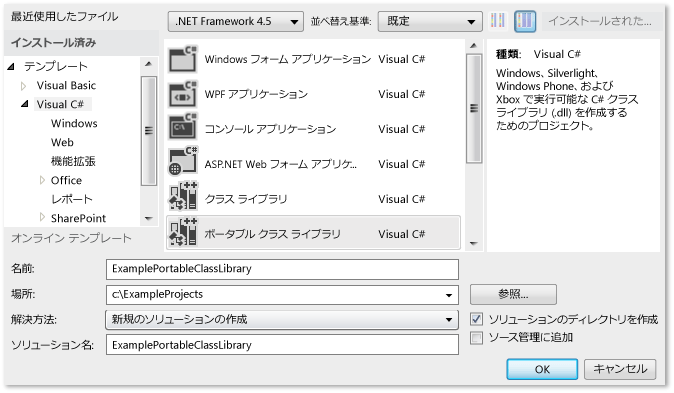 最近使用したファイル
.NET Framework 4.5
並べ替え基準:
既定
インストールされた...
インストール済み
テンプレート
Visual Basic
Visual C#
Windows
Web
機能拡張
Office
レポート
SharePoint
オンライン テンプレート
Windows フォーム アプリケーション Visual C#
WPF アプリケーション Visual C#
コンソール アプリケーション Visual C#
ASP.NET Web フォーム アプリケ... Visual C#
クラス ライブラリ Visual C#
ポータブル クラス ライブラリ Visual C#
種類: Visual C#
Windows、Silverlight、
Windows Phone、および
Xbox で実行可能な C# クラス
ライブラリ (.dll) を作成する
ためのプロジェクト。
名前: ExamplePortableClassLibrary
場所: c:\ExampleProjects 参照...
解決方法: 新規のソリューションの作成 ソリューションのディレクトリを作成
ソース管理に追加
ソリューション名: ExamplePortableClassLibrary
OK キャンセル